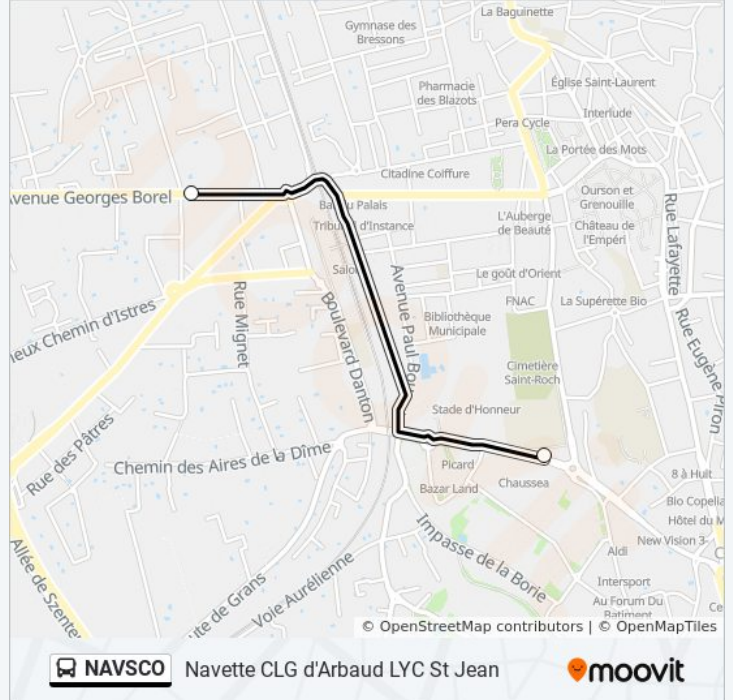 La Baguinette
Gymnase des
Bressons
Église Saint-Laurent
Pharmacie
des Blazots
Interlude
Pera Cycle
La Portée des Mots
Citadine Coiffure
Ourson et
Grenouille
venue Georges Borel
Palais
d'Instance
L'Auberge
de Beauté
Château de
l'Empéri
Rue Lafayette
Le goût d'Orient
Rue Mignet
Boulevard Danton
Avenue Paul
FNAC
La Supérette Bio
Bibliothèque
Municipale
Chemin d'Istres
Rue Eugène Piron
Cimetière
Saint-Roch
Stade d'Honneur
Rue des Pâtres
Chemin des Aires de la Dîme
Picard
Bazar Land
Chaussea
8 à Huit
Bio
Hôtel du
New Vision 3-
Impasse de la Borie
Aldi
Allée de
Voie Aurélienne
de Grans
Intersport
Au Forum Du
Batiment
© OpenStreetMap contributors | © OpenMapTiles
NAVSCO Navette CLG d'Arbaud LYC St Jean
moovit